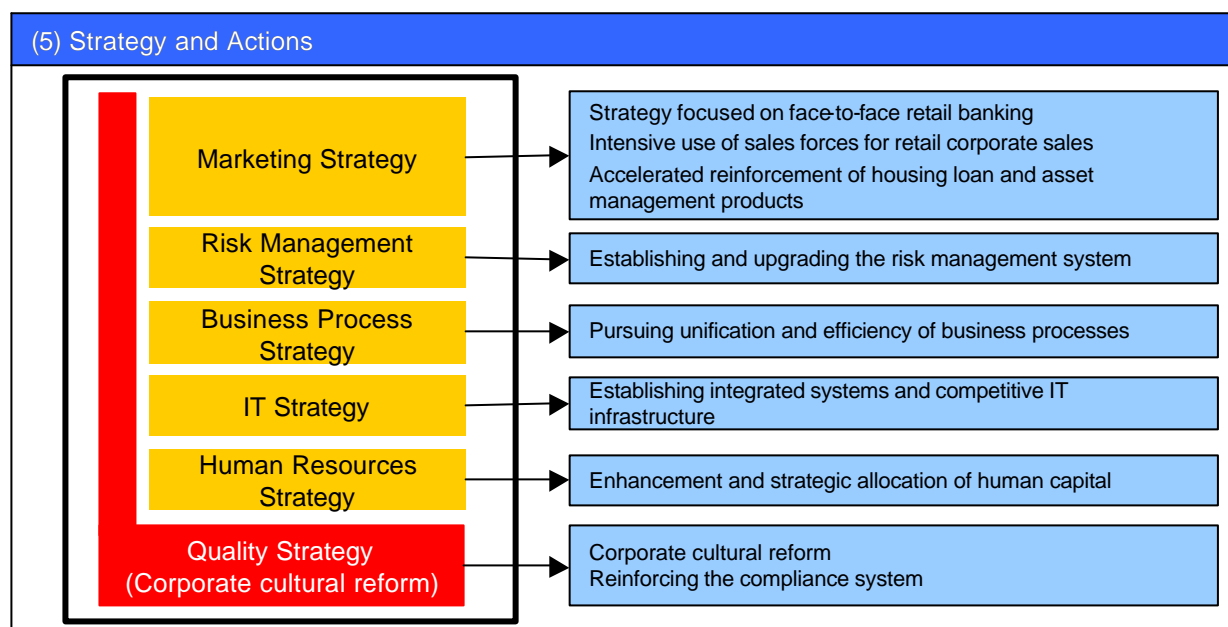 (5) Strategy and Actions
Marketing Strategy
Strategy focused on face-to-face retail banking
Intensive use of sales forces for retail corporate sales
Accelerated reinforcement of housing loan and asset
management products
Risk Management
Strategy
Establishing and upgrading the risk management system
Business Process
Strategy
Pursuing unification and efficiency of business processes
IT Strategy
Establishing integrated systems and competitive IT
infrastructure
Human Resources
Strategy
Enhancement and strategic allocation of human capital
Quality Strategy
(Corporate cultural reform)
Corporate cultural reform
Reinforcing the compliance system